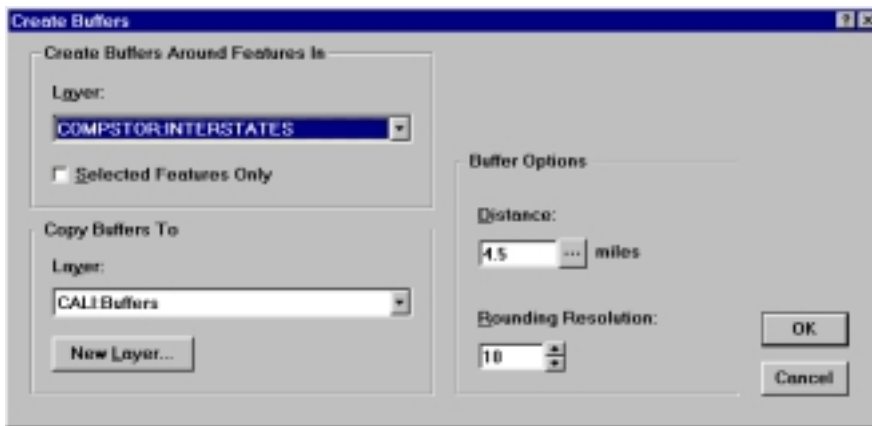 Create Buffers
Create Buffers Around Features In
Layer:
COMPSTOR:INTERSTATES
Selected Features Only
Copy Buffers To
Layer:
CALI:Buffers
New Layer...
Buffer Options
Distance:
4.5 ... miles
Rounding Resolution:
10
OK
Cancel